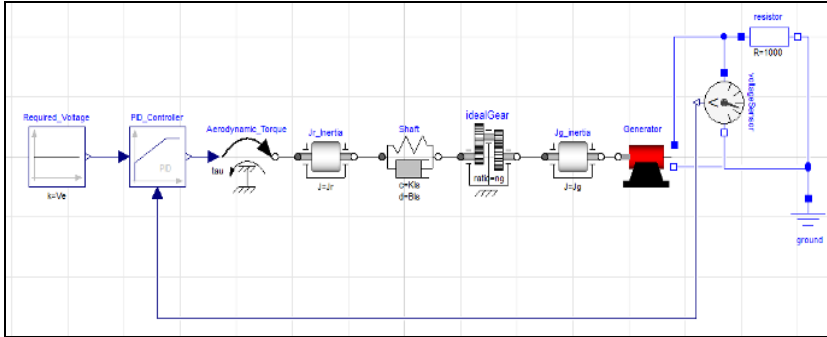 resistor
R=1000
voltageSensor
Required_Voltage
PID_Controller
Aerodynamic_Torque
Jr_Inertia
Shaft
idealGear
Jg_inertia
Generator
PID
tau
k=Ve
J=Jr
c=Kls
d=Bls
ratio=ng
J=Jg
ground